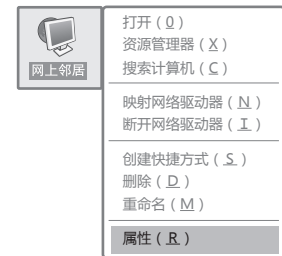 网上邻居
打开（0）
资源管理器（X）
搜索计算机（C）
映射网络驱动器（N）
断开网络驱动器（I）
创建快捷方式（S）
删除（D）
重命名（M）
属性（R）